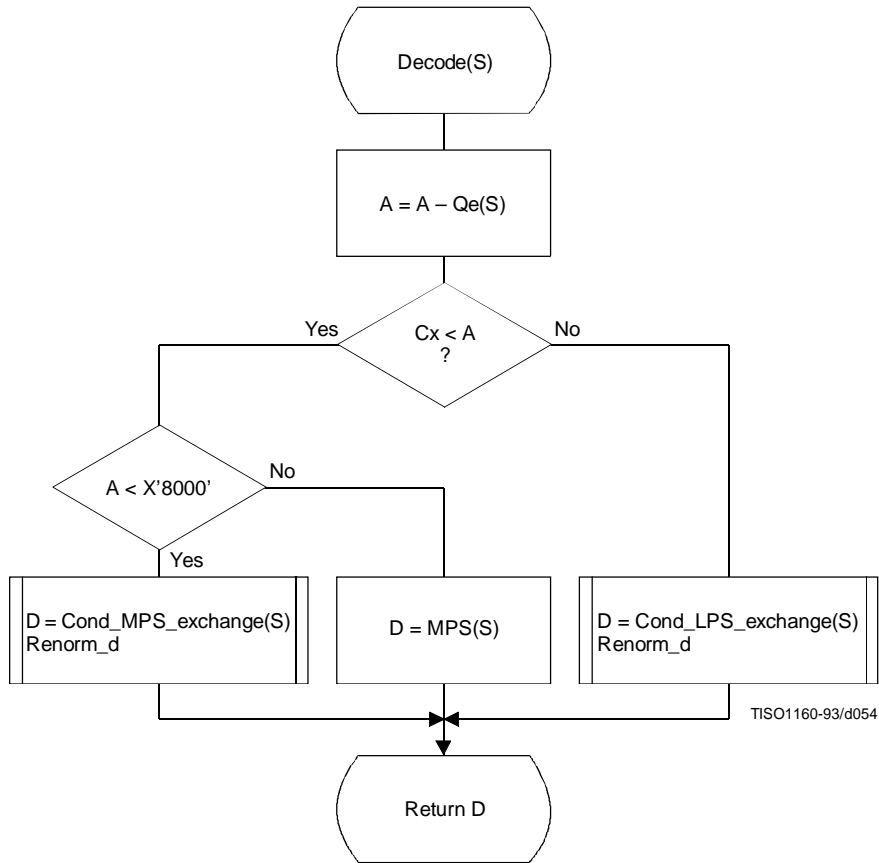 Decode(S)
A = A – Qe(S)
Cx < A
?
Yes
No
A < X'8000'
No
Yes
D = Cond_MPS_exchange(S)
Renorm_d
D = MPS(S)
D = Cond_LPS_exchange(S)
Renorm_d
TISO1160-93/d054
Return D